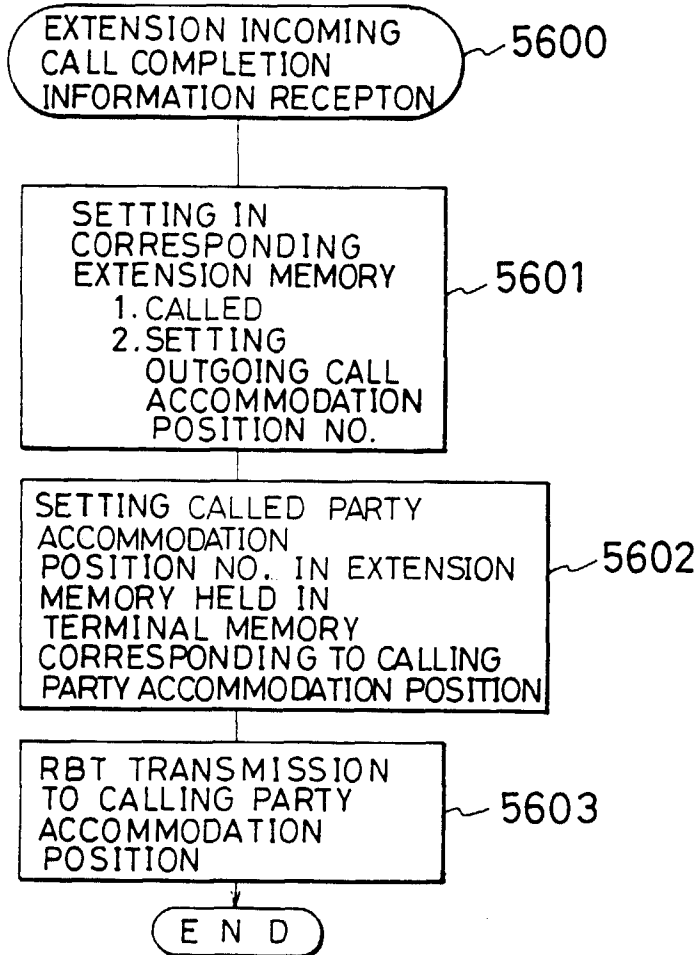 EXTENSION INCOMING
CALL COMPLETION
INFORMATION RECEPTON
5600
SETTING IN
CORRESPONDING
EXTENSION MEMORY
1. CALLED
2. SETTING
OUTGOING CALL
ACCOMMODATION
POSITION NO.
5601
SETTING CALLED PARTY
ACCOMMODATION
POSITION NO. IN EXTENSION
MEMORY HELD IN
TERMINAL MEMORY
CORRESPONDING TO CALLING
PARTY ACCOMMODATION POSITION
5602
RBT TRANSMISSION
TO CALLING PARTY
ACCOMMODATION
POSITION
5603
END